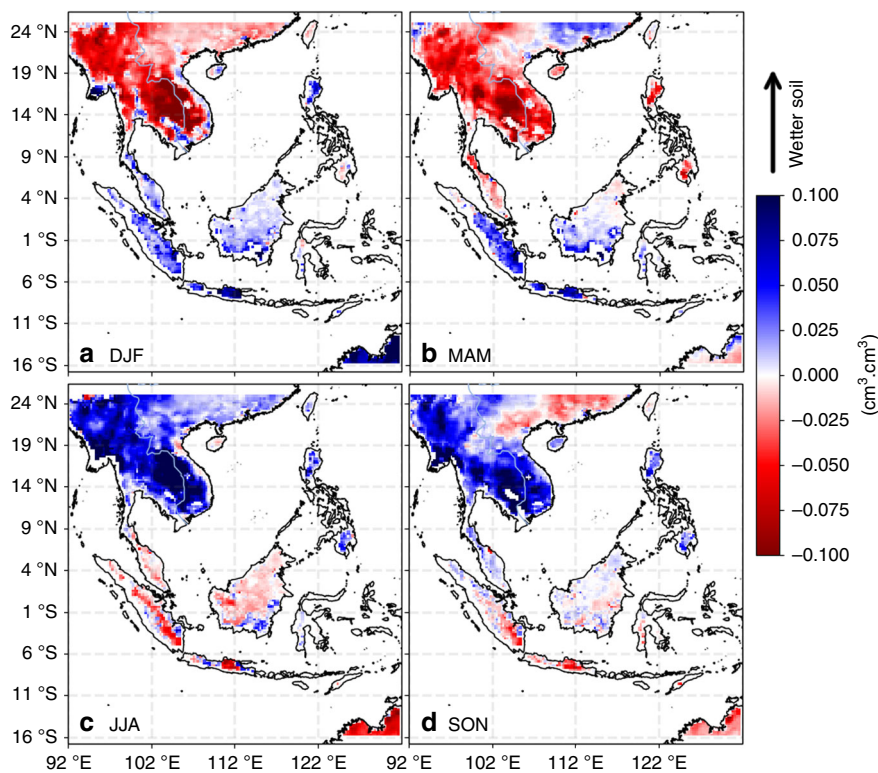 24 °N
19 °N
14 °N
9 °N
4 °N
1 °S
6 °S
11 °S
16 °S
a DJF
b MAM
Wetter soil
0.100
0.075
0.050
0.025
0.000
−0.025
−0.050
−0.075
−0.100
(cm³.cm³)
24 °N
19 °N
14 °N
9 °N
4 °N
1 °S
6 °S
11 °S
16 °S
c JJA
d SON
92 °E 102 °E 112 °E 122 °E 92 °E 102 °E 112 °E 122 °E